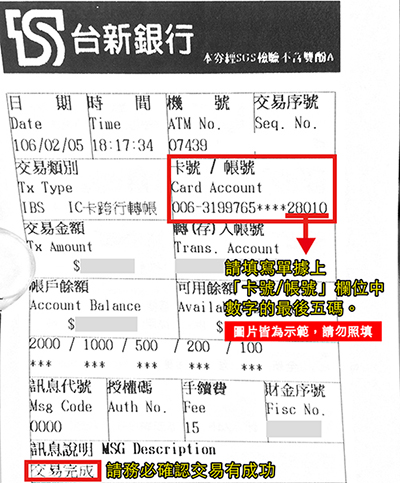 台新銀行
本券經SGS檢驗不含雙酚A
日 期 時 間 機 號 交易序號
Date Time ATM No. Seq. No.
106/02/05 18:17:34 07439
交易類別 卡號 / 帳號
Tx Type Card Account
IBS IC卡跨行轉帳 006-3199765****28010
交易金額 轉(存)入帳號
Tx Amount Trans. Account
$
請填寫單據上
「卡號/帳號」欄位中
數字的最後五碼。
圖片皆為示範，請勿照填
帳戶餘額 可用餘額
Account Balance Availa
$
2000 / 1000 / 500 / 200 / 100
*** *** *** *** ***
訊息代號 授權碼 手續費 財金序號
Msg Code Auth No. Fee Fisc No.
0000 15
訊息說明 MSG Description
交易完成 請務必確認交易有成功